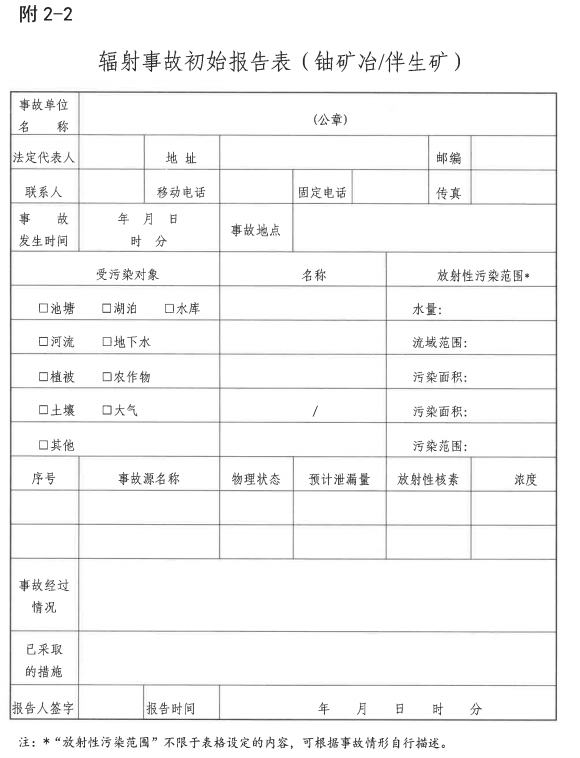 附 2-2
辐射事故初始报告表（铀矿冶/伴生矿）
事故单位
名 称
(公章)
法定代表人 地 址 邮编
联系人 移动电话 固定电话 传真
事 故
发生时间
年 月 日
时 分
事故地点
受污染对象 名称 放射性污染范围*
□池塘 □湖泊 □水库 水量:
□河流 □地下水 流域范围:
□植被 □农作物 污染面积:
□土壤 □大气 / 污染面积:
□其他 污染范围:
序号 事故源名称 物理状态 预计泄漏量 放射性核素 浓度
事故经过
情况
已采取
的措施
报告人签字 报告时间 年 月 日 时 分
注：*“放射性污染范围”不限于表格设定的内容，可根据事故情形自行描述。